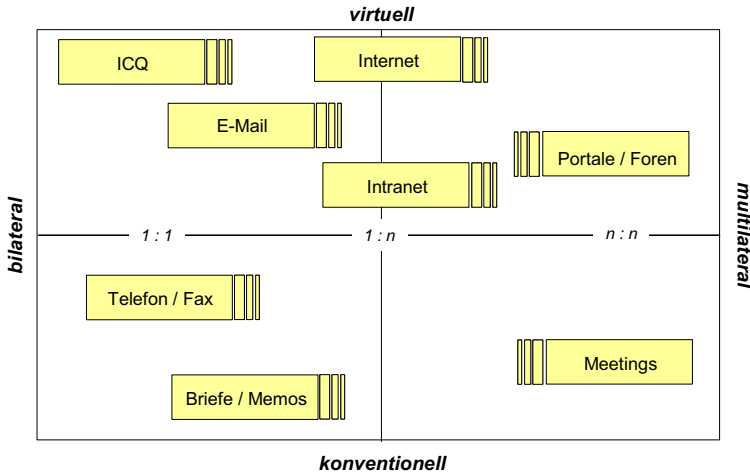 virtuell
ICQ
Internet
E-Mail
Portale / Foren
Intranet
bilateral
multilateral
1 : 1
1 : n
n : n
Telefon / Fax
Meetings
Briefe / Memos
konventionell